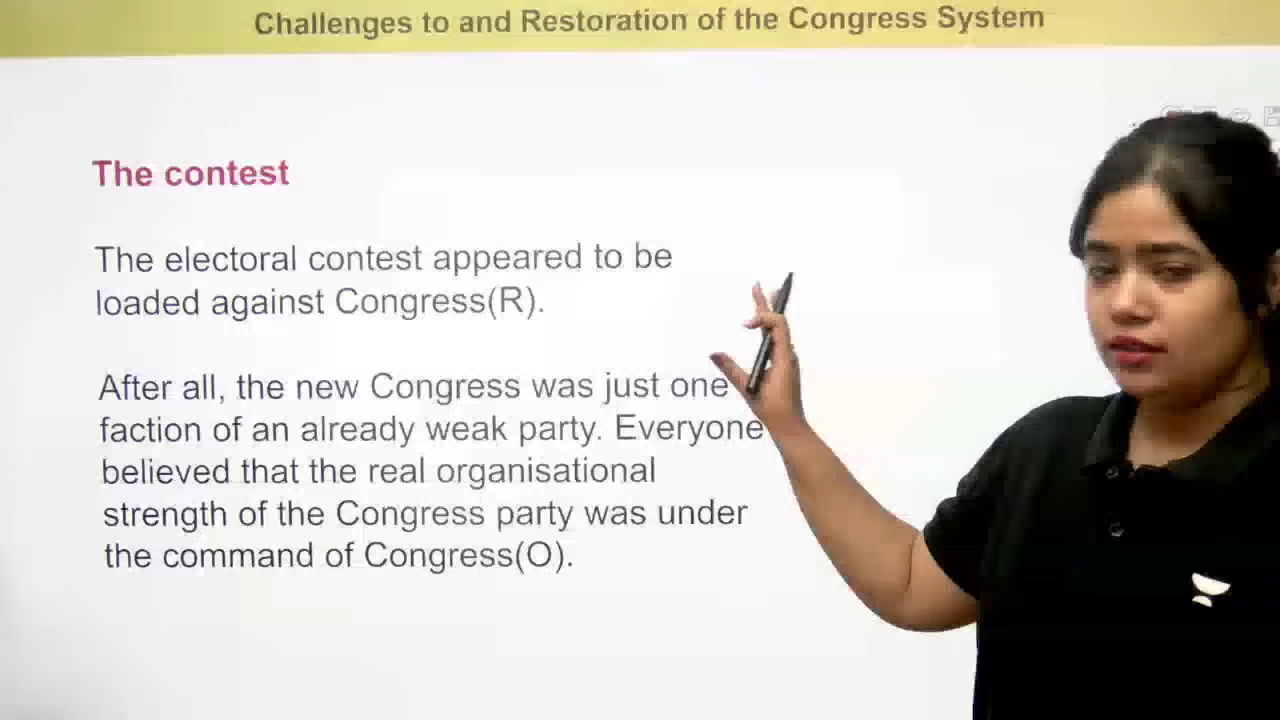 Challenges to and Restoration of the Congress System
The contest
The electoral contest appeared to be
loaded against Congress(R).
After all, the new Congress was just one
faction of an already weak party. Everyone
believed that the real organisational
strength of the Congress party was under
the command of Congress(O).